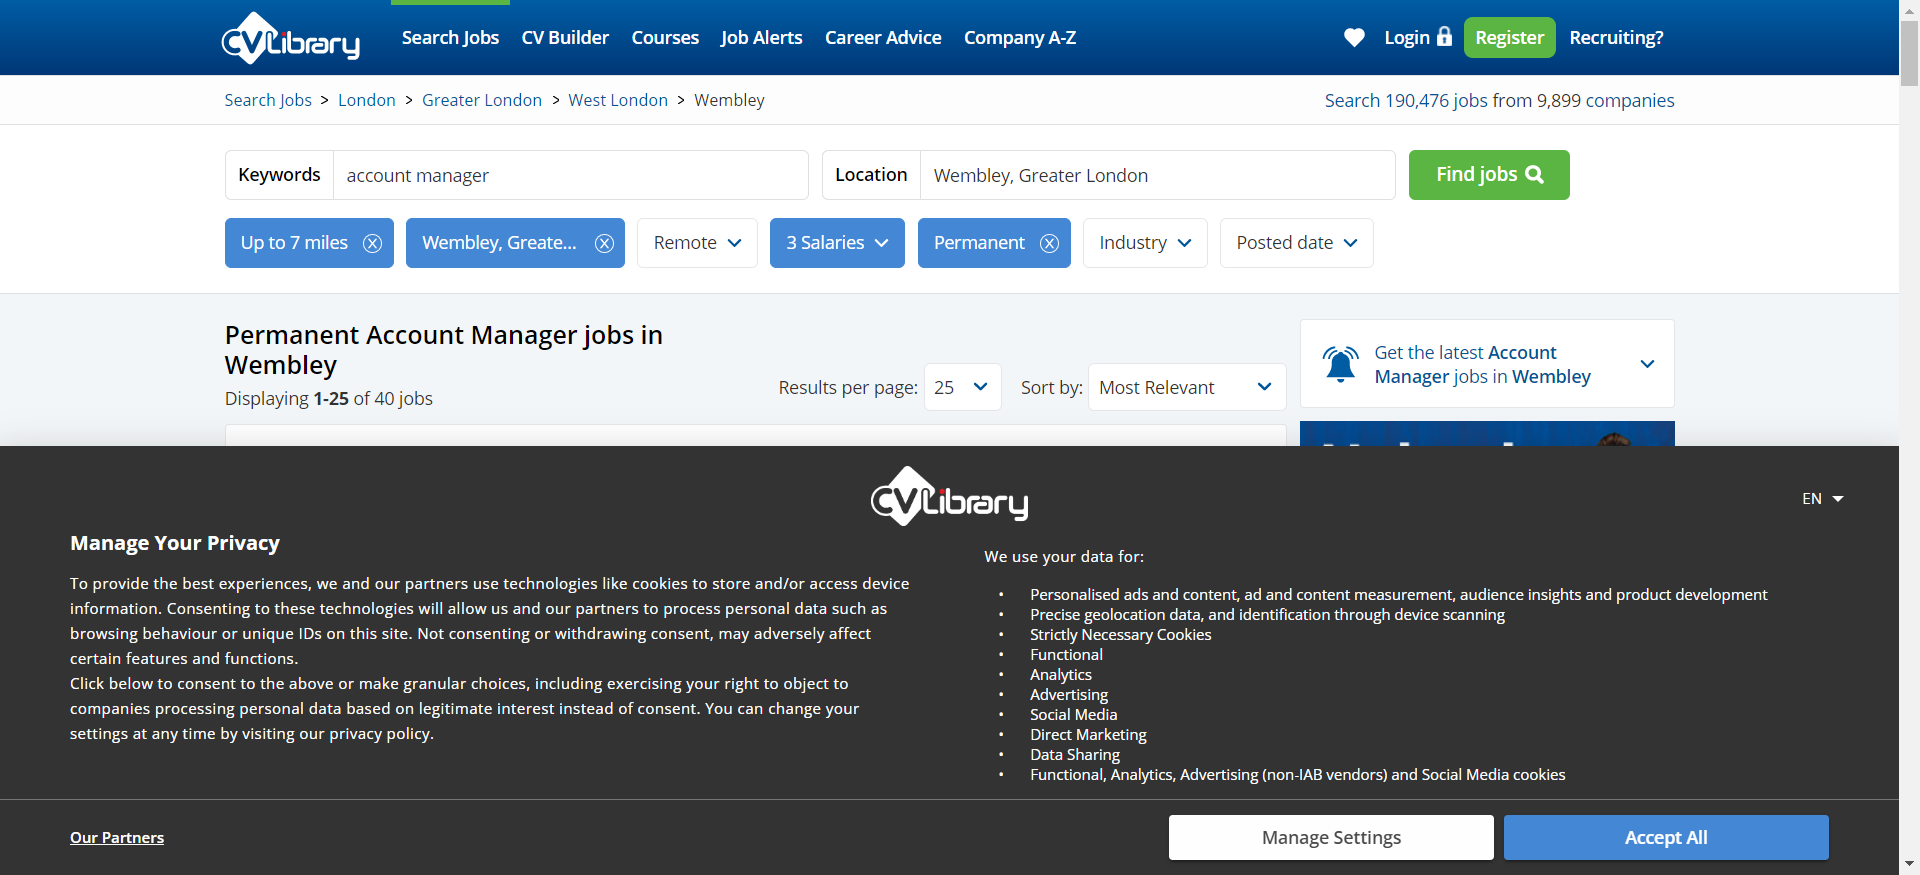 CVLibrary Search Jobs CV Builder Courses Job Alerts Career Advice Company A-Z Login Register Recruiting?
Search Jobs > London > Greater London > West London > Wembley Search 190,476 jobs from 9,899 companies
Keywords account manager Location Wembley, Greater London Find jobs
Up to 7 miles Wembley, Greate... Remote 3 Salaries Permanent Industry Posted date
Permanent Account Manager jobs in
Wembley
Displaying 1-25 of 40 jobs
Results per page: 25 Sort by: Most Relevant
Get the latest Account
Manager jobs in Wembley
CVLibrary
EN
Manage Your Privacy
To provide the best experiences, we and our partners use technologies like cookies to store and/or access device
information. Consenting to these technologies will allow us and our partners to process personal data such as
browsing behaviour or unique IDs on this site. Not consenting or withdrawing consent, may adversely affect
certain features and functions.
Click below to consent to the above or make granular choices, including exercising your right to object to
companies processing personal data based on legitimate interest instead of consent. You can change your
settings at any time by visiting our privacy policy.
We use your data for:
• Personalised ads and content, ad and content measurement, audience insights and product development
• Precise geolocation data, and identification through device scanning
• Strictly Necessary Cookies
• Functional
• Analytics
• Advertising
• Social Media
• Direct Marketing
• Data Sharing
• Functional, Analytics, Advertising (non-IAB vendors) and Social Media cookies
Our Partners Manage Settings Accept All